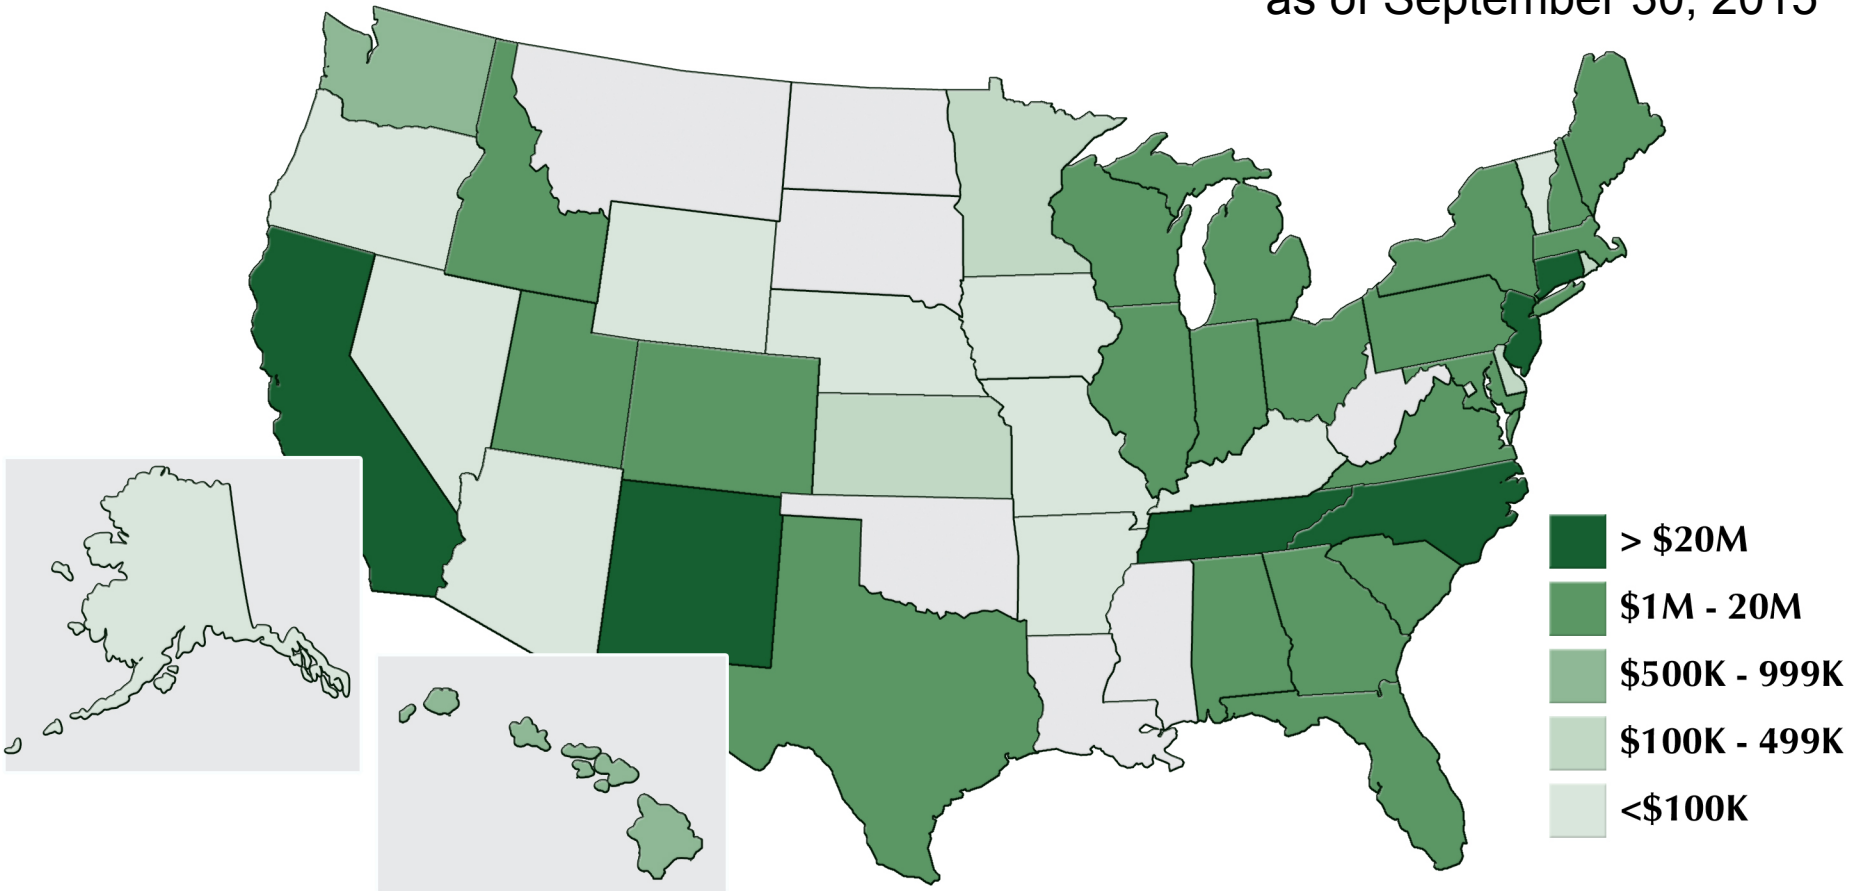 as of September 30, 2015
> $20M
$1M - 20M
$500K - 999K
$100K - 499K
<$100K